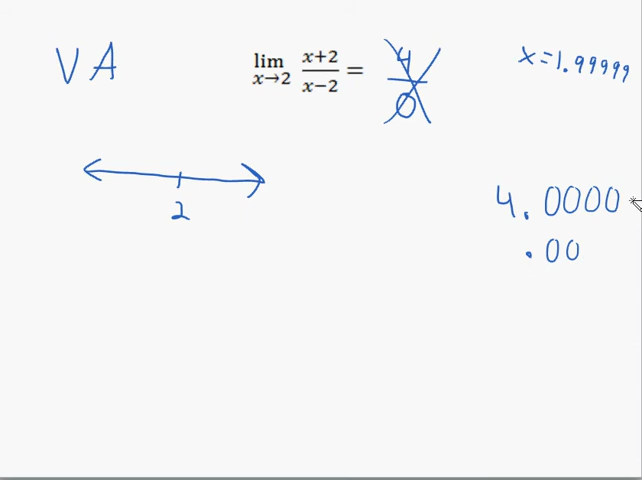 VA
lim x→2 x+2/x−2 = 4/0
x=1.99999
2
4.0000
.00